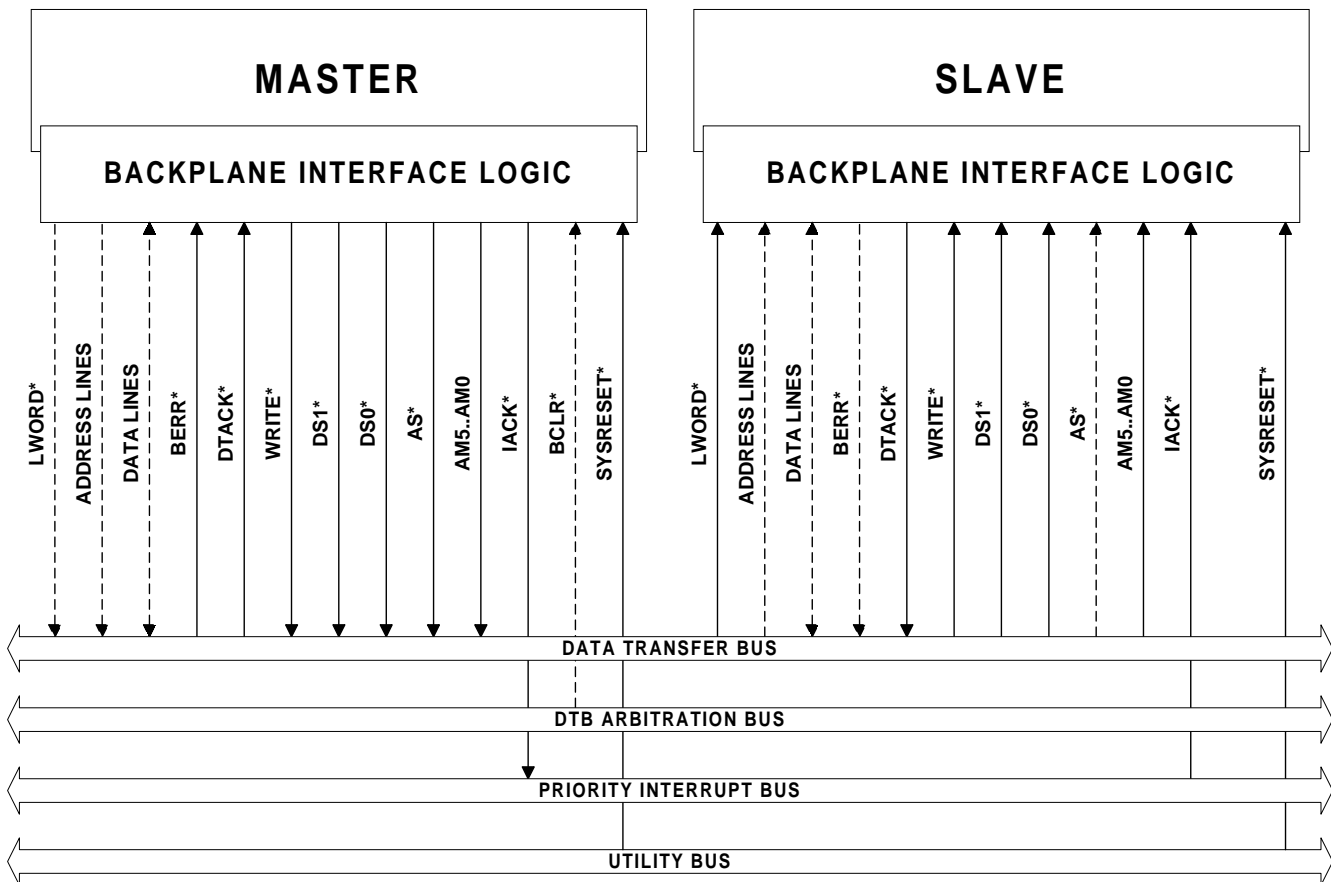 MASTER
SLAVE
BACKPLANE INTERFACE LOGIC
BACKPLANE INTERFACE LOGIC
LWORD*
ADDRESS LINES
DATA LINES
BERR*
DTACK*
WRITE*
DS1*
DS0*
AS*
AM5..AM0
IACK*
BCLR*
SYSRESET*
LWORD*
ADDRESS LINES
DATA LINES
BERR*
DTACK*
WRITE*
DS1*
DS0*
AS*
AM5..AM0
IACK*
SYSRESET*
DATA TRANSFER BUS
DTB ARBITRATION BUS
PRIORITY INTERRUPT BUS
UTILITY BUS